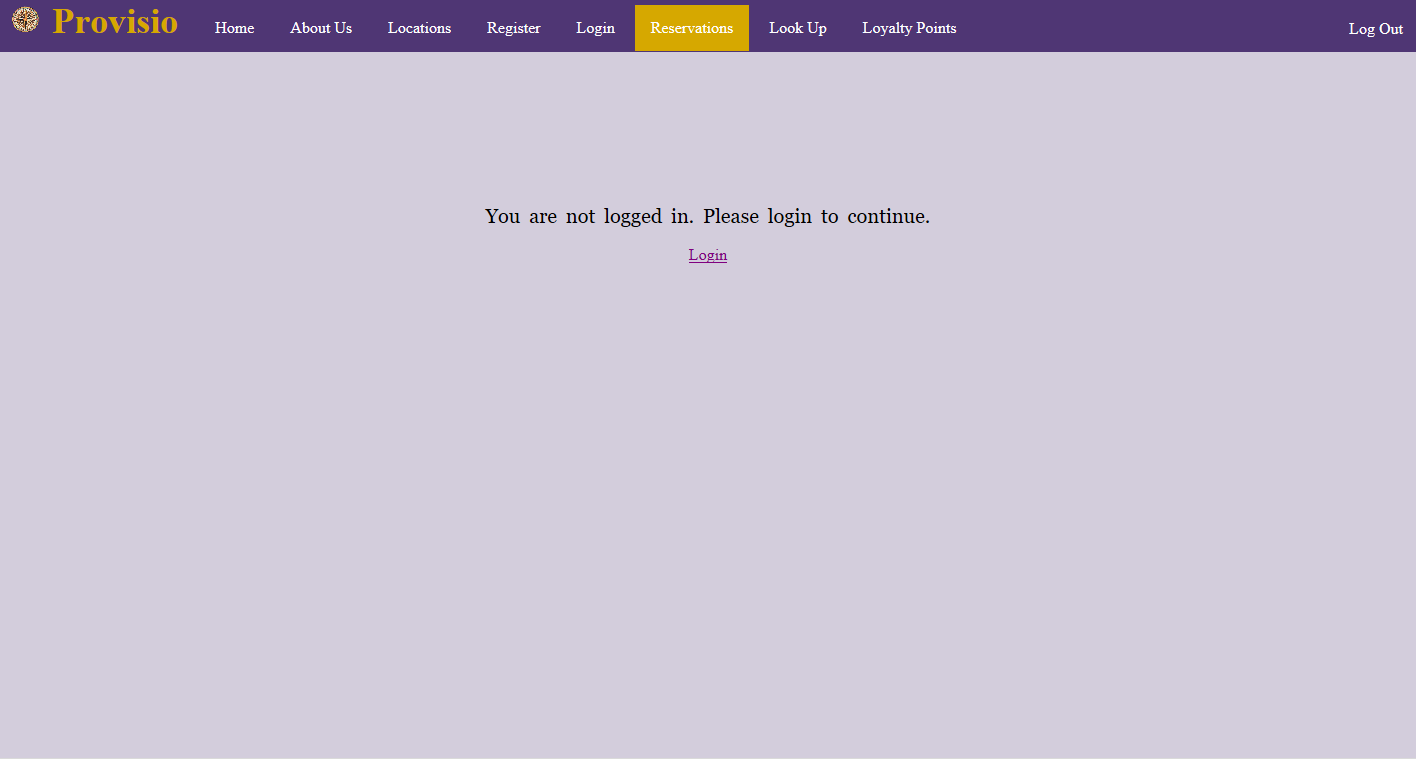 Provisio Home About Us Locations Register Login Reservations Look Up Loyalty Points Log Out
You are not logged in. Please login to continue.
Login